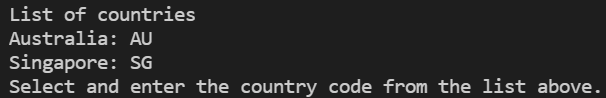 List of countries
Australia: AU
Singapore: SG
Select and enter the country code from the list above.